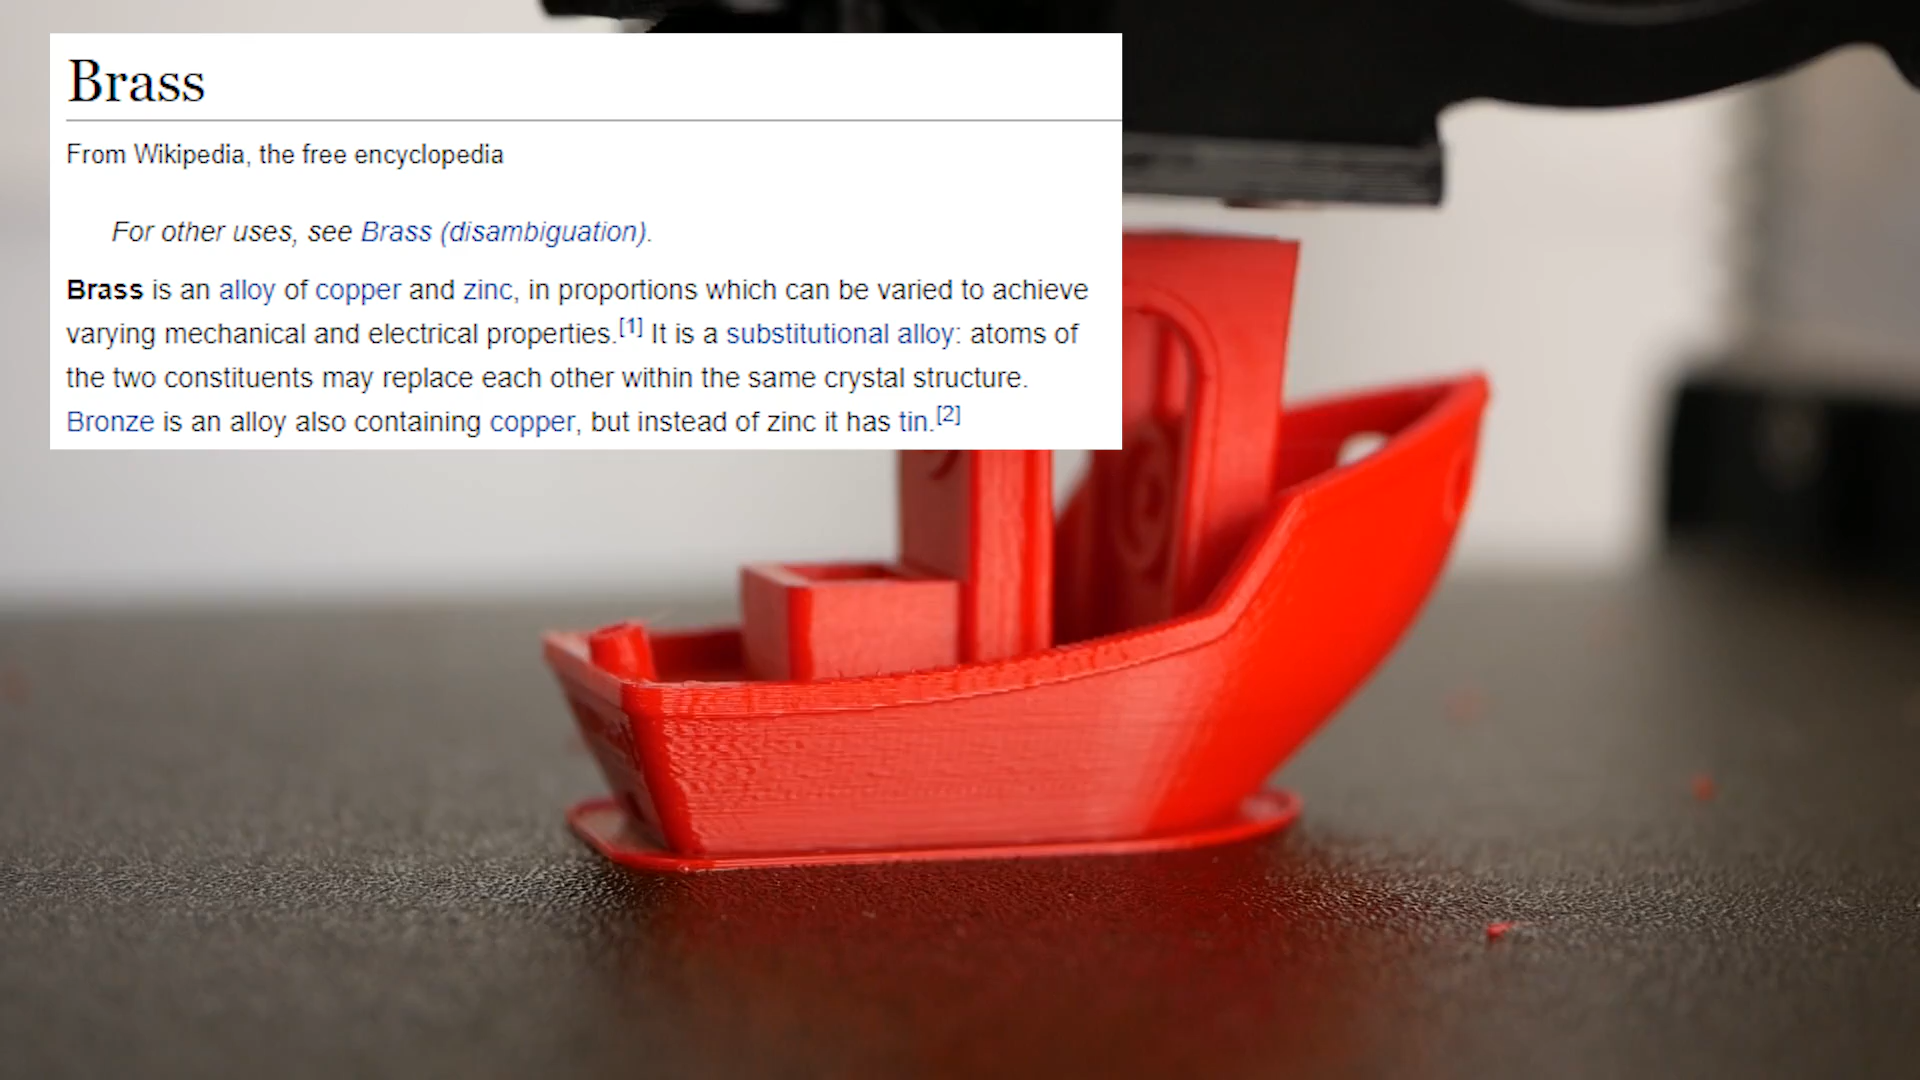 Brass
From Wikipedia, the free encyclopedia
For other uses, see Brass (disambiguation).
Brass is an alloy of copper and zinc, in proportions which can be varied to achieve
varying mechanical and electrical properties.[1] It is a substitutional alloy: atoms of
the two constituents may replace each other within the same crystal structure.
Bronze is an alloy also containing copper, but instead of zinc it has tin.[2]